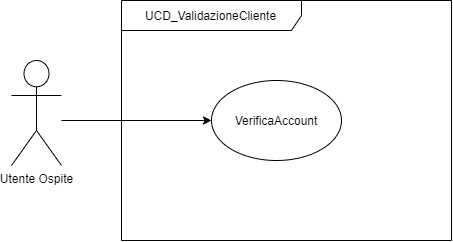 UCD_ValidazioneCliente
VerificaAccount
Utente Ospite